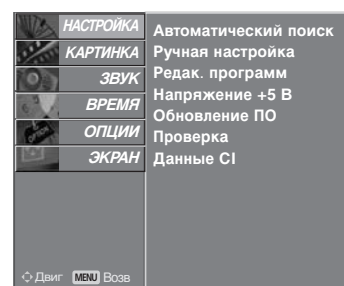 НАСТРОЙКА
КАРТИНКА
ЗВУК
ВРЕМЯ
ОПЦИИ
ЭКРАН
Автоматический поиск
Ручная настройка
Редак. программ
Напряжение +5 В
Обновление ПО
Проверка
Данные CI
Двиг MENU Возв